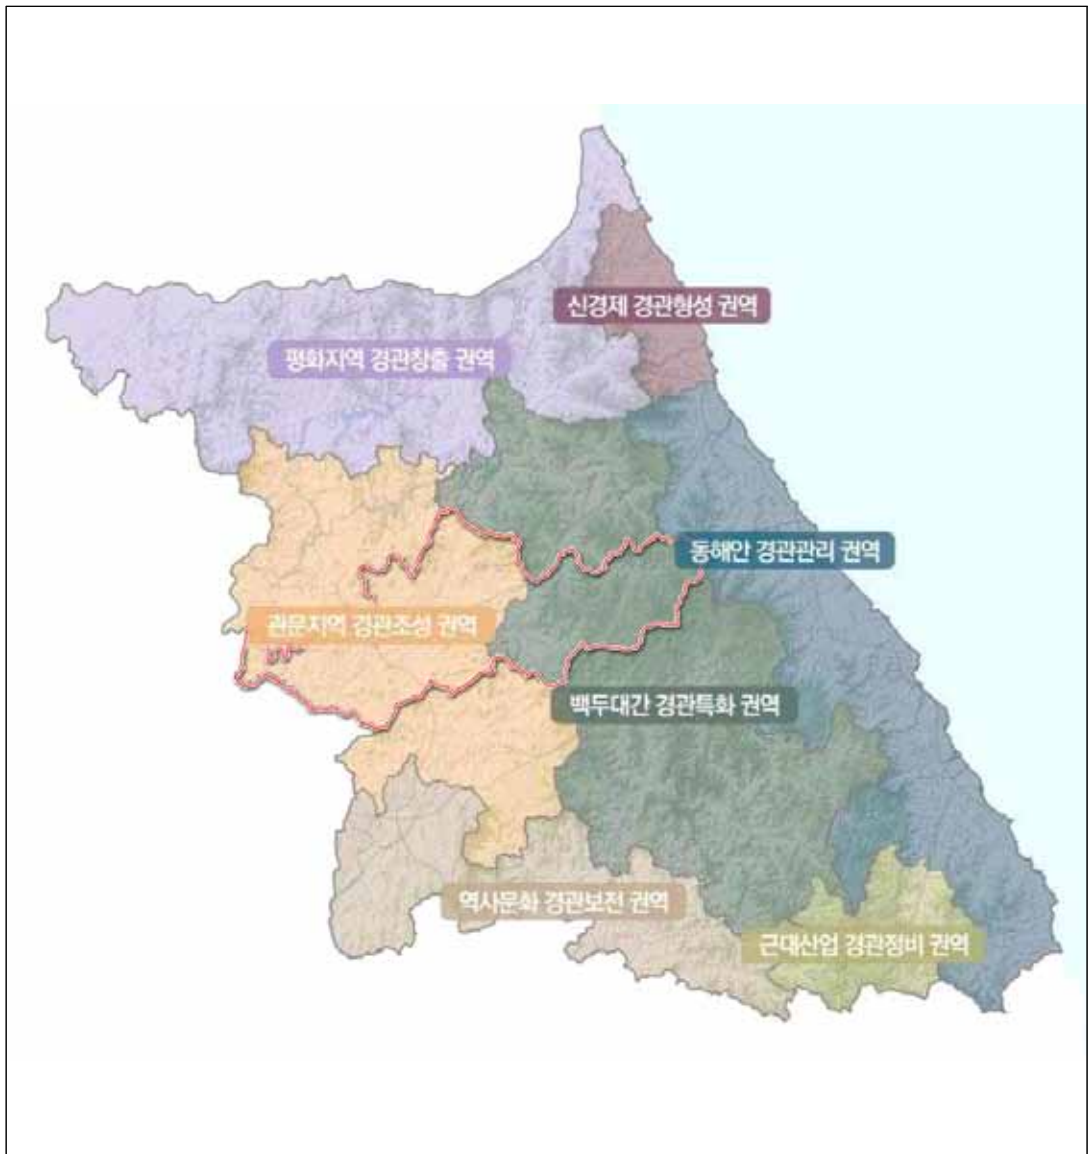 신경제 경관형성 권역
평화지역 경관창출 권역
동해안 경관관리 권역
관문지역 경관조성 권역
백두대간 경관특화 권역
역사문화 경관보전 권역
근대산업 경관정비 권역